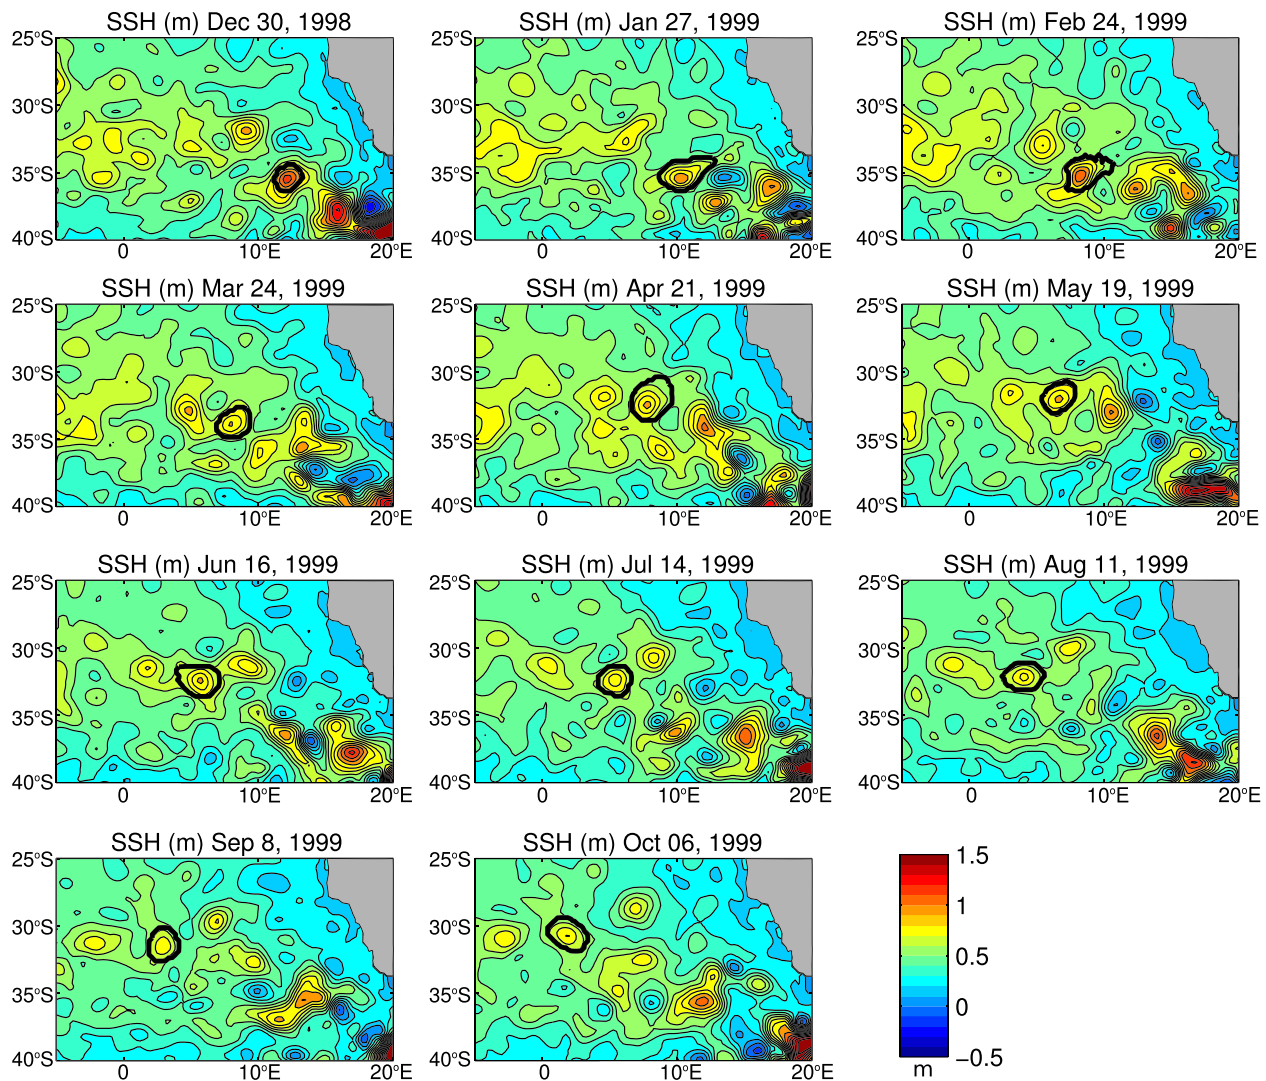 SSH (m) Dec 30, 1998
SSH (m) Jan 27, 1999
SSH (m) Feb 24, 1999
25°S
30°S
35°S
40°S
0
10°E
20°E
25°S
30°S
35°S
40°S
0
10°E
20°E
25°S
30°S
35°S
40°S
0
10°E
20°E
SSH (m) Mar 24, 1999
SSH (m) Apr 21, 1999
SSH (m) May 19, 1999
25°S
30°S
35°S
40°S
0
10°E
20°E
25°S
30°S
35°S
40°S
0
10°E
20°E
25°S
30°S
35°S
40°S
0
10°E
20°E
SSH (m) Jun 16, 1999
SSH (m) Jul 14, 1999
SSH (m) Aug 11, 1999
25°S
30°S
35°S
40°S
0
10°E
20°E
25°S
30°S
35°S
40°S
0
10°E
20°E
25°S
30°S
35°S
40°S
0
10°E
20°E
SSH (m) Sep 8, 1999
SSH (m) Oct 06, 1999
25°S
30°S
35°S
40°S
0
10°E
20°E
25°S
30°S
35°S
40°S
0
10°E
20°E
1.5
1
0.5
0
−0.5
m